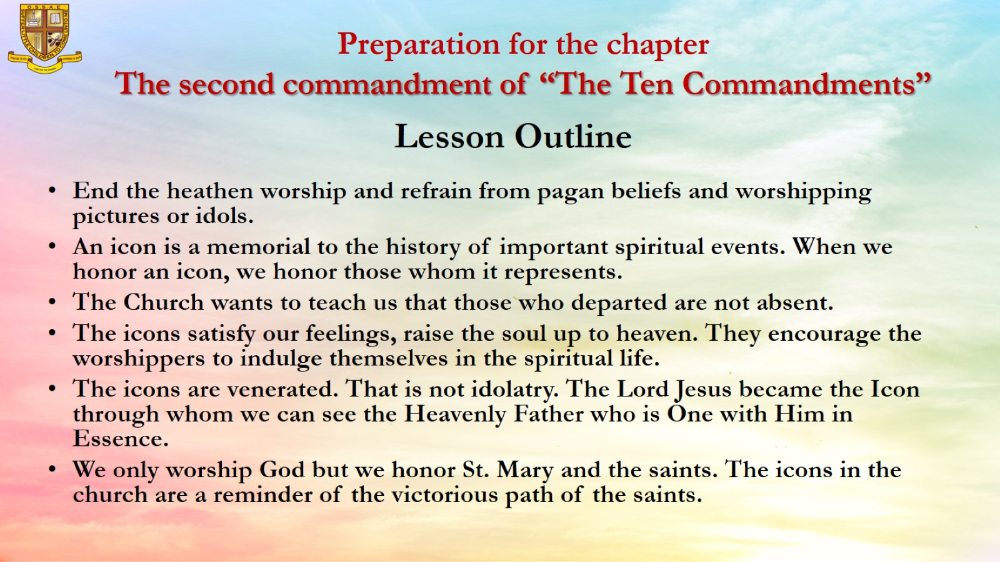 O.S.S.A.E
SUFFER LITTLE CHILDREN TO COME UNTO ME
Preparation for the chapter
The second commandment of “The Ten Commandments”
Lesson Outline
• End the heathen worship and refrain from pagan beliefs and worshipping
pictures or idols.
• An icon is a memorial to the history of important spiritual events. When we
honor an icon, we honor those whom it represents.
• The Church wants to teach us that those who departed are not absent.
• The icons satisfy our feelings, raise the soul up to heaven. They encourage the
worshippers to indulge themselves in the spiritual life.
• The icons are venerated. That is not idolatry. The Lord Jesus became the Icon
through whom we can see the Heavenly Father who is One with Him in
Essence.
• We only worship God but we honor St. Mary and the saints. The icons in the
church are a reminder of the victorious path of the saints.